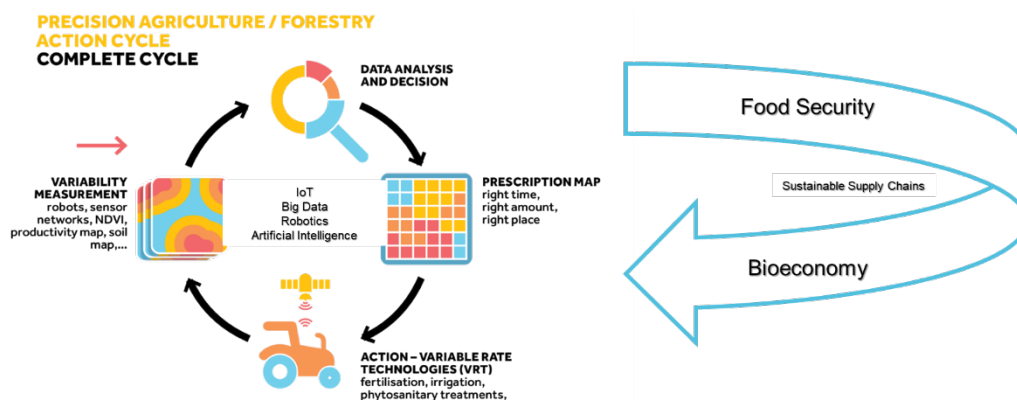 PRECISION AGRICULTURE / FORESTRY
ACTION CYCLE
COMPLETE CYCLE
DATA ANALYSIS
AND DECISION
VARIABILITY
MEASUREMENT
robots, sensor
networks, NDVI,
productivity map, soil
map,...
IoT
Big Data
Robotics
Artificial Intelligence
PRESCRIPTION MAP
right time,
right amount,
right place
ACTION – VARIABLE RATE
TECHNOLOGIES (VRT)
fertilisation, irrigation,
phytosanitary treatments,
Food Security
Sustainable Supply Chains
Bioeconomy